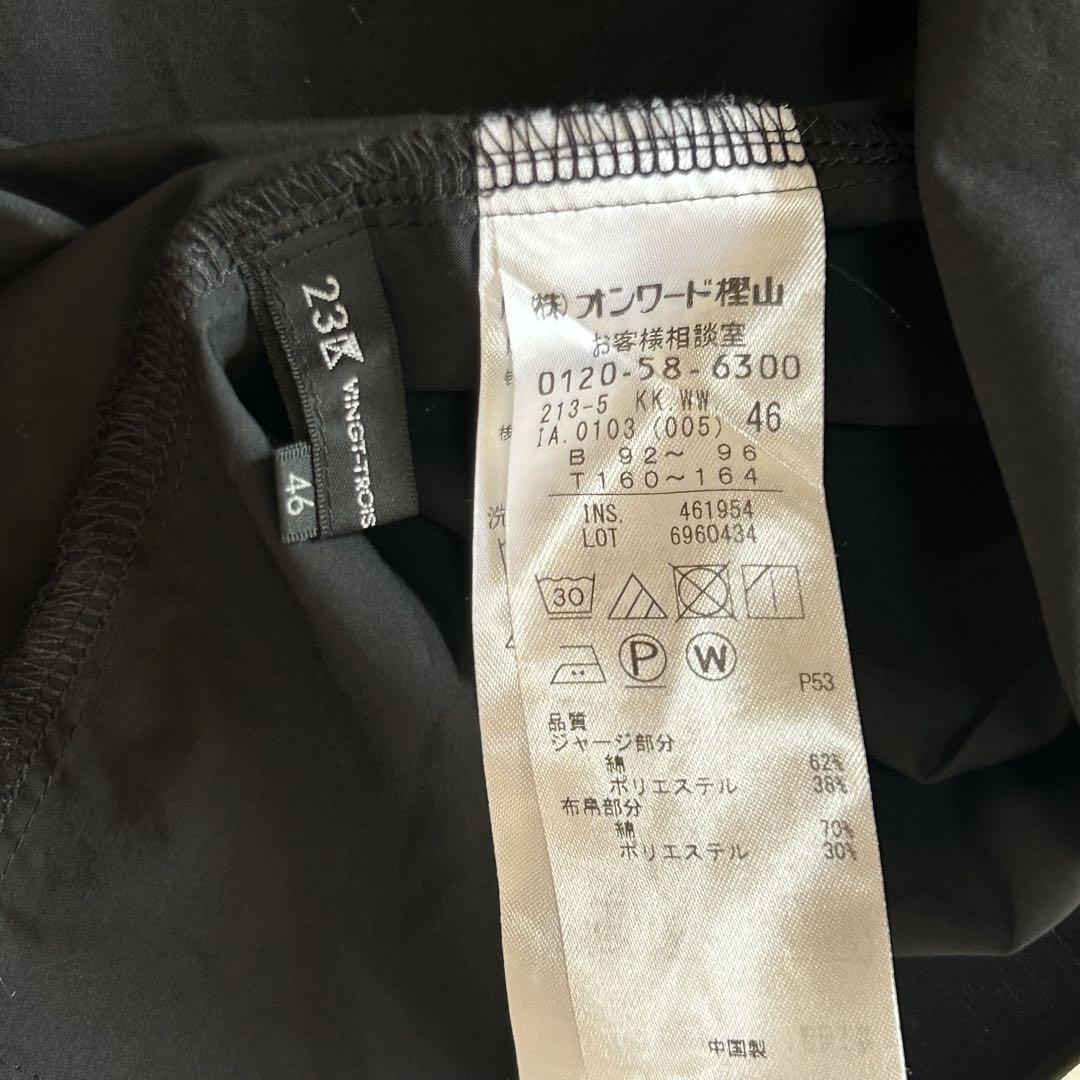 23区
VINGT-TROIS
46
(株)オンワード樫山
お客様相談室
0120-58-6300
213-5 KK WW
IA.0103 (005) 46
B 92～ 96
T 160～164
INS. 461954
LOT 6960434
30
P
W
P53
品質
ジャージ部分
綿 62%
ポリエステル 38%
布帛部分
綿 70%
ポリエステル 30%
中国製
洗